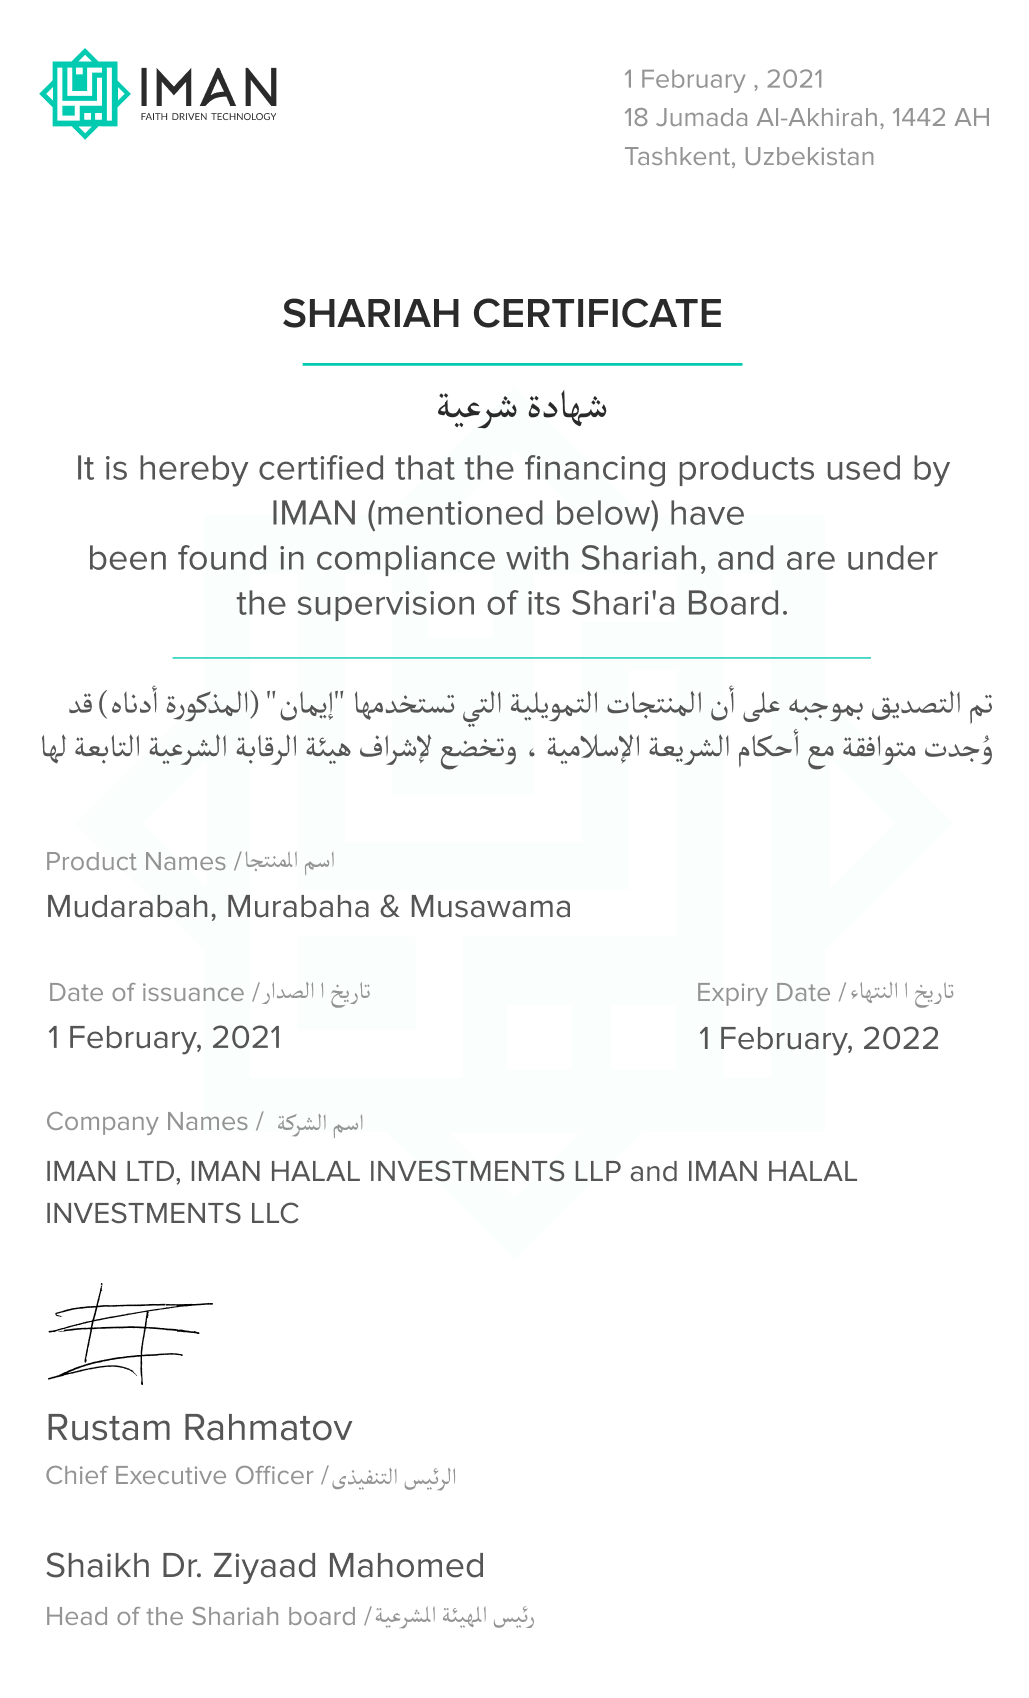 IMAN
FAITH DRIVEN TECHNOLOGY
1 February , 2021
18 Jumada Al-Akhirah, 1442 AH
Tashkent, Uzbekistan
SHARIAH CERTIFICATE
شهادة شرعية
It is hereby certified that the financing products used by
IMAN (mentioned below) have
been found in compliance with Shariah, and are under
the supervision of its Shari'a Board.
تم التصديق بموجبه على أن المنتجات التمويلية التي تستخدمها "إيمان" (المذكورة أدناه) قد
وُجدت متوافقة مع أحكام الشريعة الإسلامية ، وتخضع لإشراف هيئة الرقابة الشرعية التابعة لها
Product Names / اسم المنتجا
Mudarabah, Murabaha & Musawama
Date of issuance / تاريخ ا الصدار
1 February, 2021
Expiry Date / تاريخ ا النتهاء
1 February, 2022
Company Names / اسم الشركة
IMAN LTD, IMAN HALAL INVESTMENTS LLP and IMAN HALAL
INVESTMENTS LLC
Rustam Rahmatov
Chief Executive Officer / الرئيس التنفيذى
Shaikh Dr. Ziyaad Mahomed
Head of the Shariah board / رئيس الهيئة الشرعية